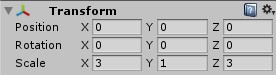 Transform
Position X 0 Y 0 Z 0
Rotation X 0 Y 0 Z 0
Scale X 3 Y 1 Z 3